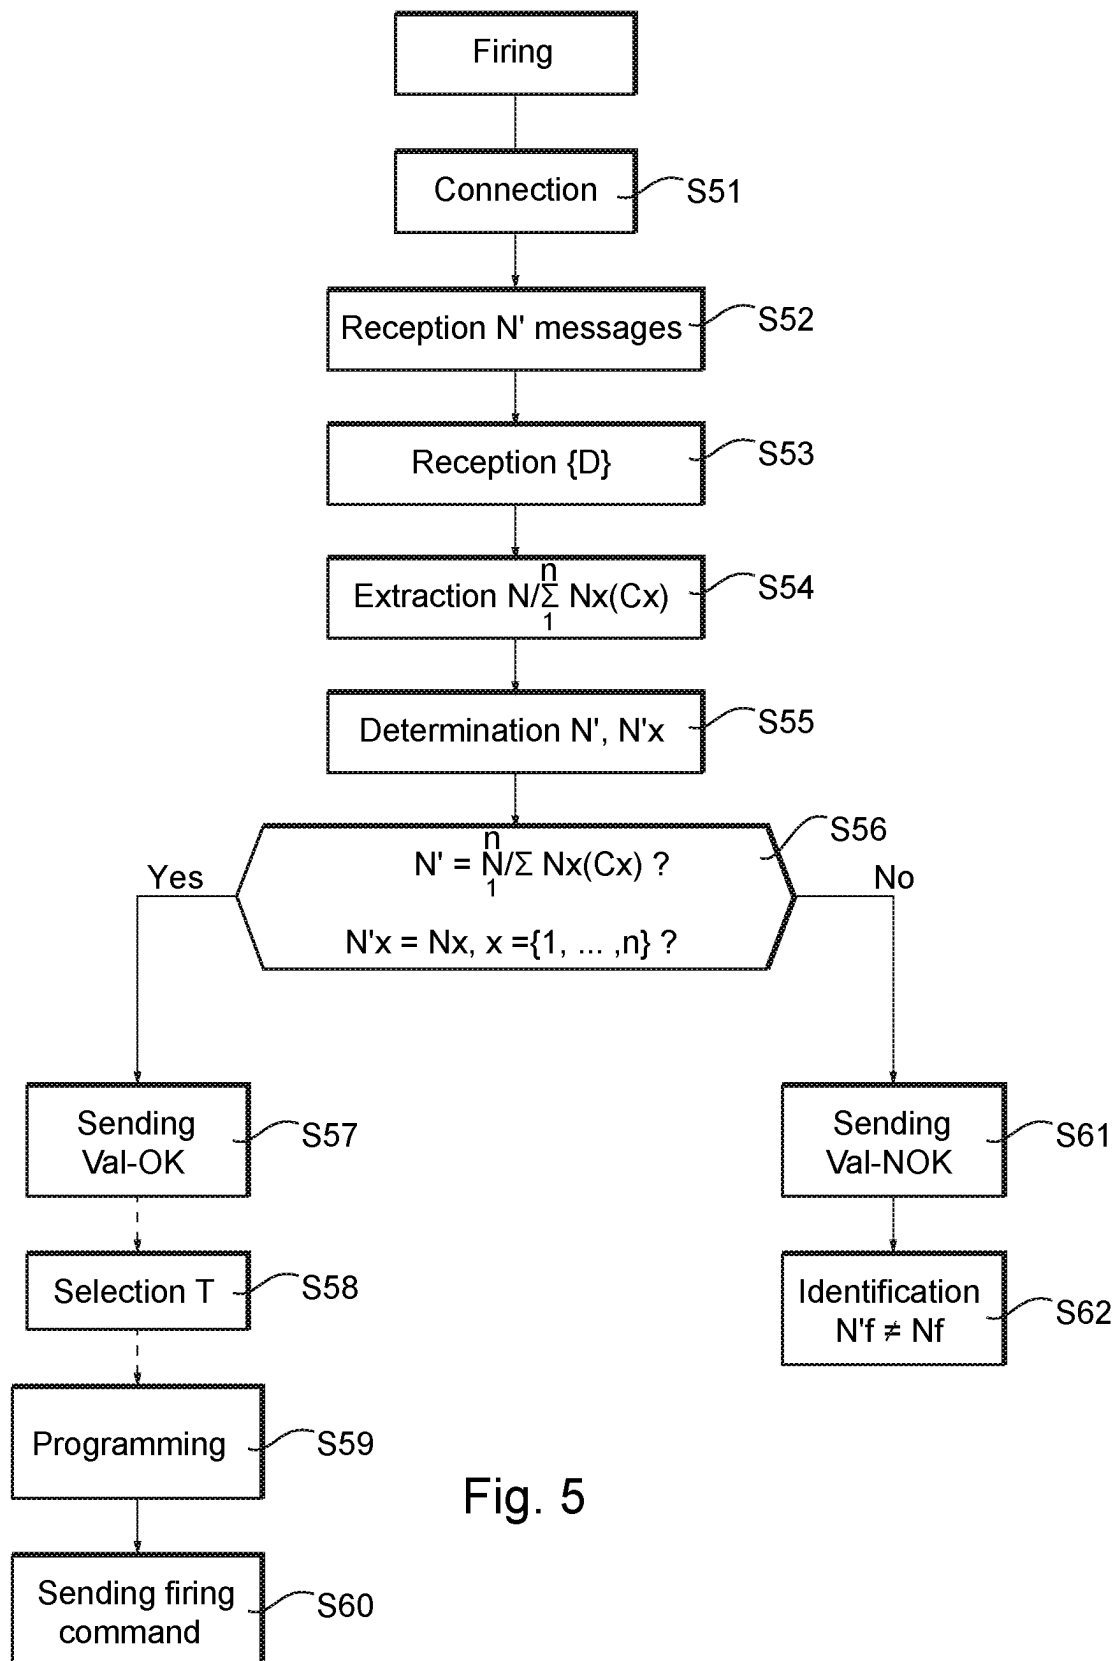 Firing
Connection
S51
Reception N' messages
S52
Reception {D}
S53
n
Extraction N/Σ Nx(Cx)
1
S54
Determination N', N'x
S55
S56
n
N' = N/Σ Nx(Cx) ?
1
N'x = Nx, x ={1, ... ,n} ?
Yes
No
Sending
Val-OK
S57
Sending
Val-NOK
S61
Selection T
S58
Identification
N'f ≠ Nf
S62
Programming
S59
Fig. 5
Sending firing
command
S60